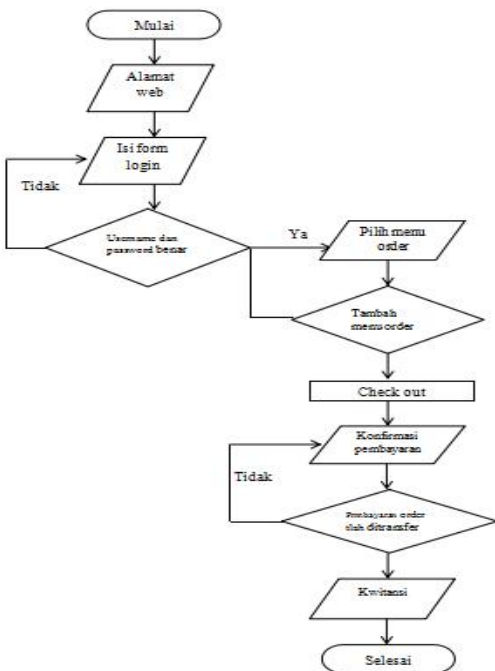 Mulai
Alamat
web
Isi form
login
Tidak
Username dan
password benar
Ya
Pilih menu
order
Tambah
menu order
Check out
Konfirmasi
pembayaran
Tidak
Pembayaran order
ditransfer
Kwitansi
Selesai